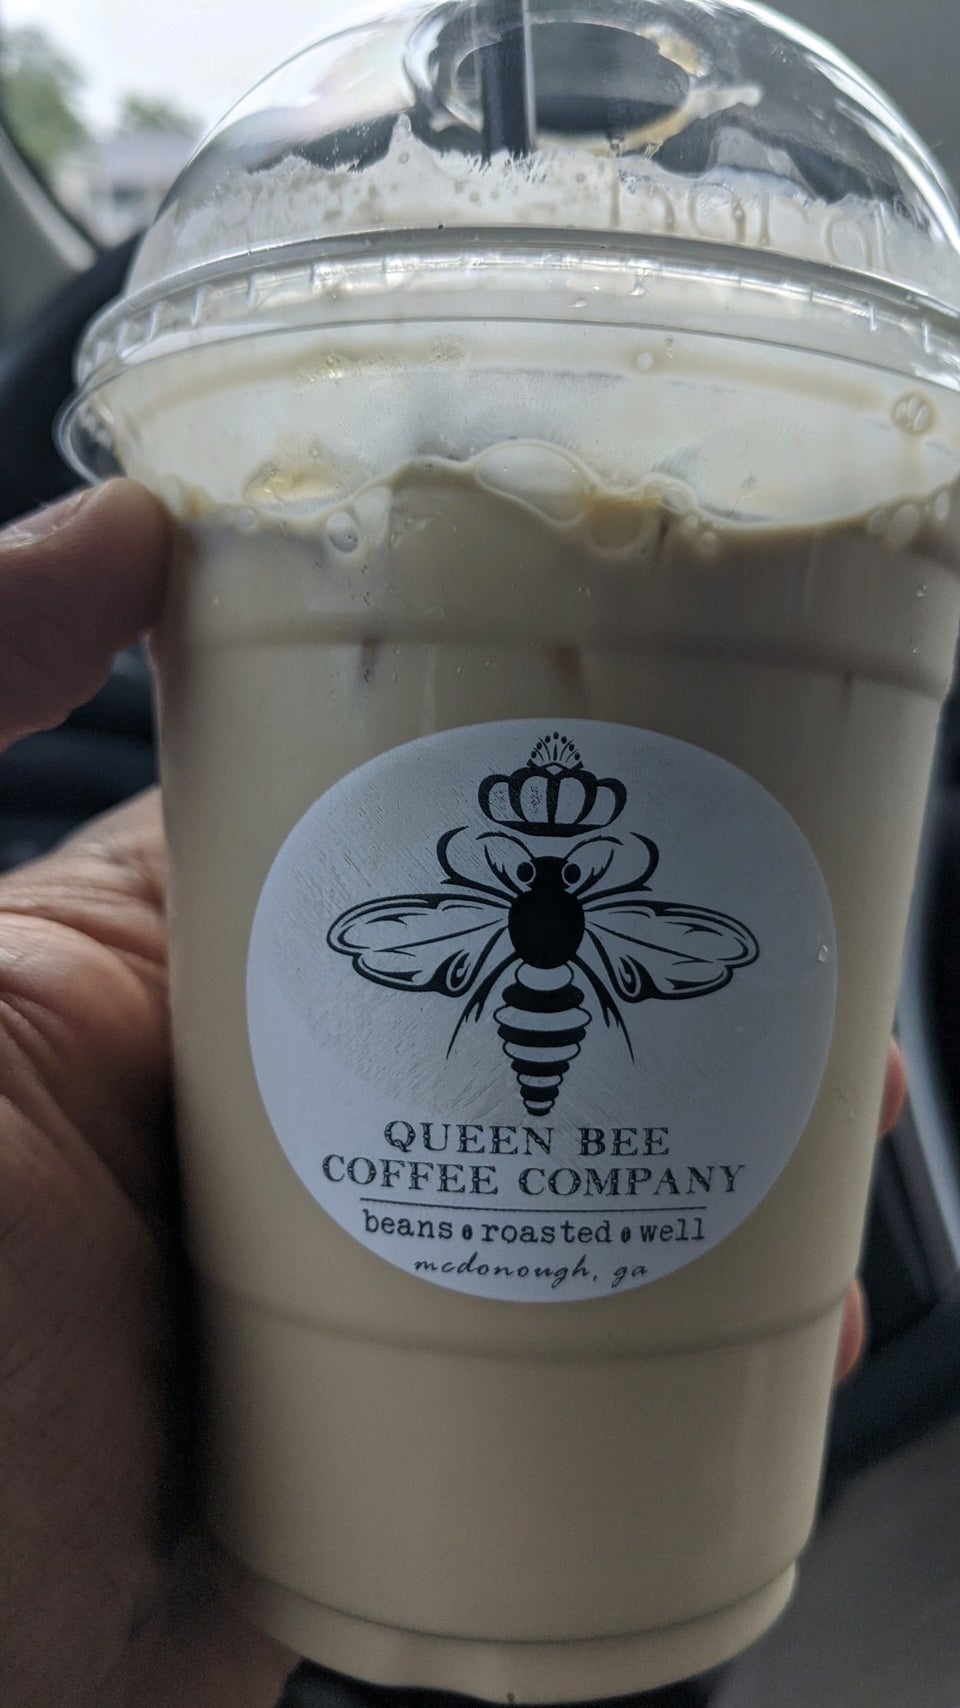 QUEEN BEE
COFFEE COMPANY
beans roasted well
mcdonough, ga